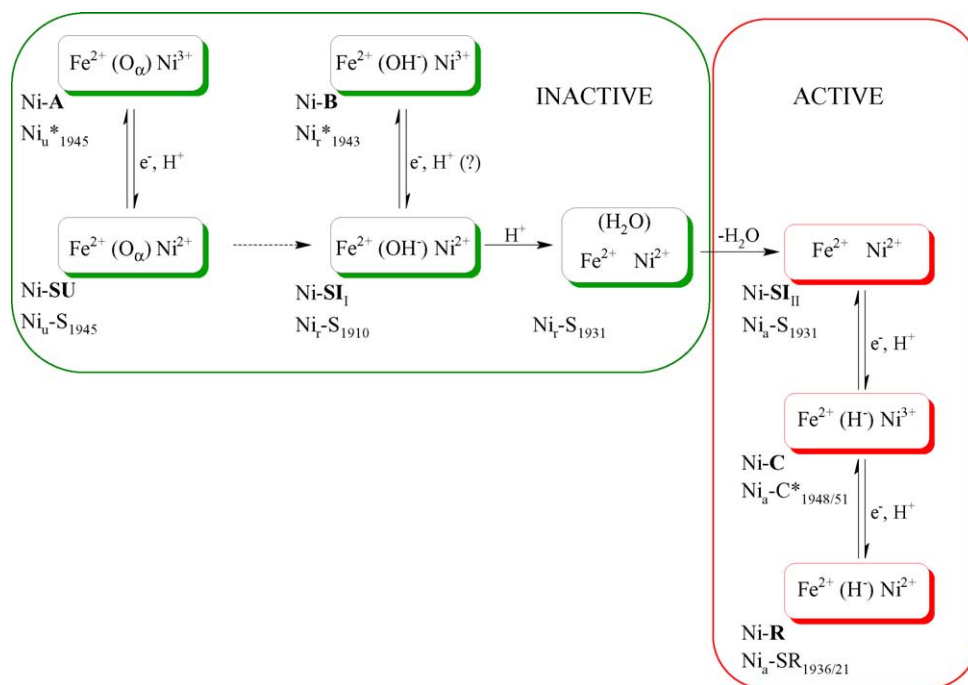 Fe²⁺ (Oα) Ni³⁺
Ni-A
Niᵤ*₁₉₄₅
e⁻, H⁺
Fe²⁺ (Oα) Ni²⁺
Ni-SU
Niᵤ-S₁₉₄₅
Fe²⁺ (OH⁻) Ni³⁺
Ni-B
Niᵣ*₁₉₄₃
e⁻, H⁺ (?)
Fe²⁺ (OH⁻) Ni²⁺
Ni-SI_I
Niᵣ-S₁₉₁₀
INACTIVE
H⁺
(H₂O)
Fe²⁺ Ni²⁺
Niᵣ-S₁₉₃₁
-H₂O
ACTIVE
Fe²⁺ Ni²⁺
Ni-SI_II
Niₐ-S₁₉₃₁
e⁻, H⁺
Fe²⁺ (H⁻) Ni³⁺
Ni-C
Niₐ-C*₁₉₄₈/₅₁
e⁻, H⁺
Fe²⁺ (H⁻) Ni²⁺
Ni-R
Niₐ-SR₁₉₃₆/₂₁